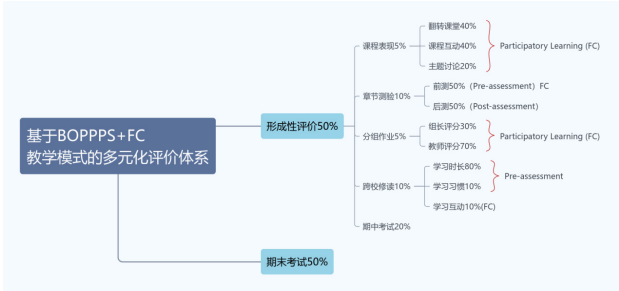 基于BOPPPS+FC
教学模式的多元化评价体系
形成性评价50%
课程表现5%
翻转课堂40%
课程互动40%
主题讨论20%
Participatory Learning (FC)
章节测验10%
前测50%（Pre-assessment）FC
后测50%（Post-assessment）
分组作业5%
组长评分30%
教师评分70%
Participatory Learning (FC)
跨校修读10%
学习时长80%
学习习惯10%
Pre-assessment
学习互动10%(FC)
期中考试20%
期末考试50%